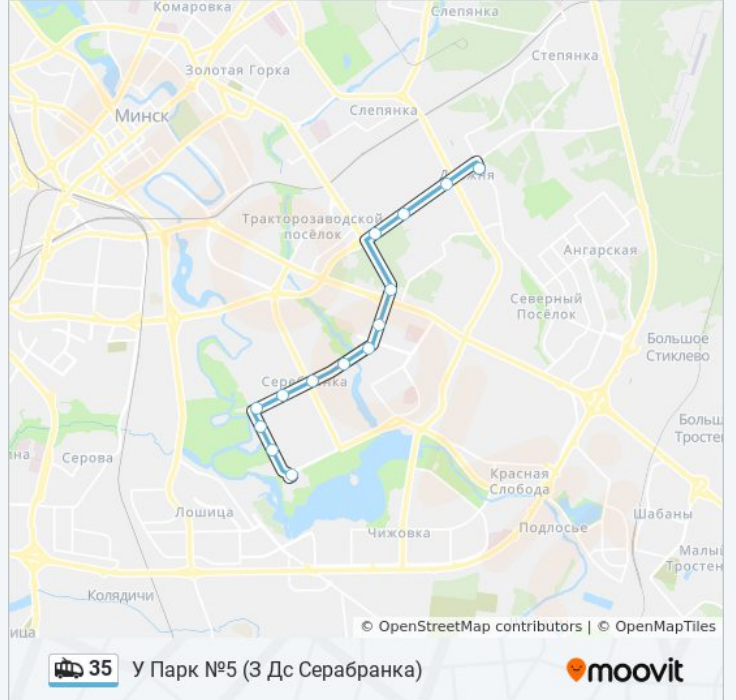 Комаровка
Слепянка
Степянка
Золотая Горка
Слепянка
Минск
Тракторозаводской
посёлок
Ангарская
Северный
Посёлок
Большое
Стиклево
Серова
Красная
Слобода
Шабаны
Лошица
Чижовка
Подлосье
Колядичи
© OpenStreetMap contributors | © OpenMapTiles
35
У Парк №5 (З Дс Серабранка)
moovit